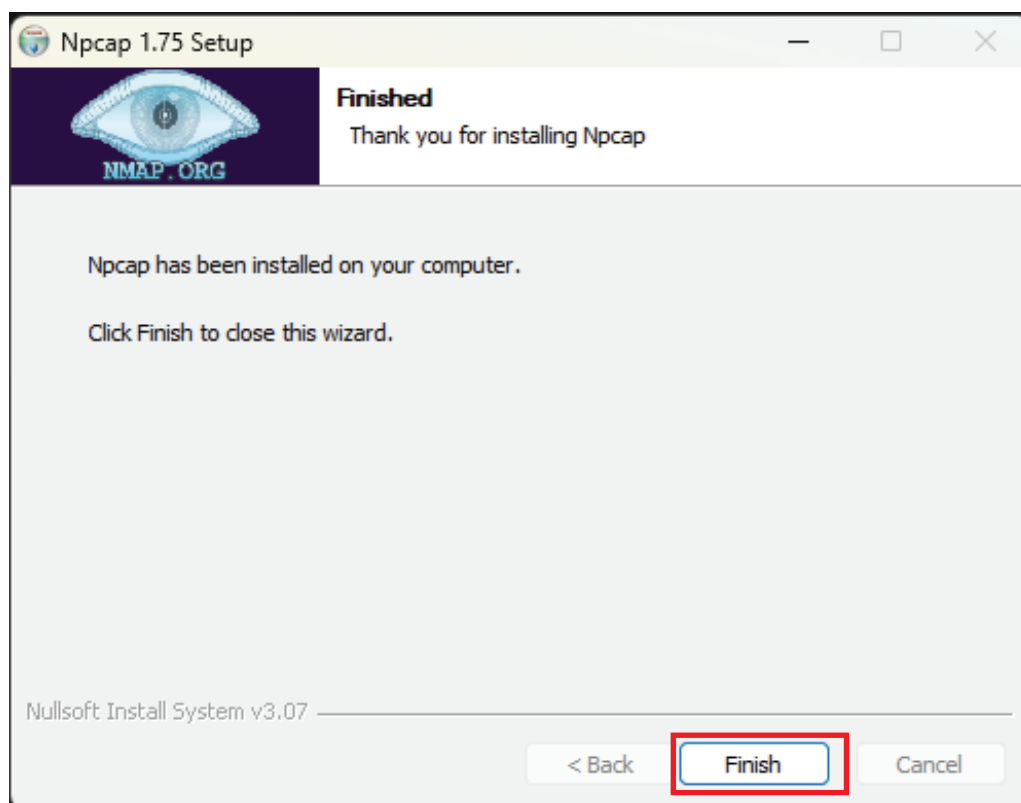 Npcap 1.75 Setup
NMAP.ORG
Finished
Thank you for installing Npcap
Npcap has been installed on your computer.
Click Finish to close this wizard.
Nullsoft Install System v3.07
< Back
Finish
Cancel